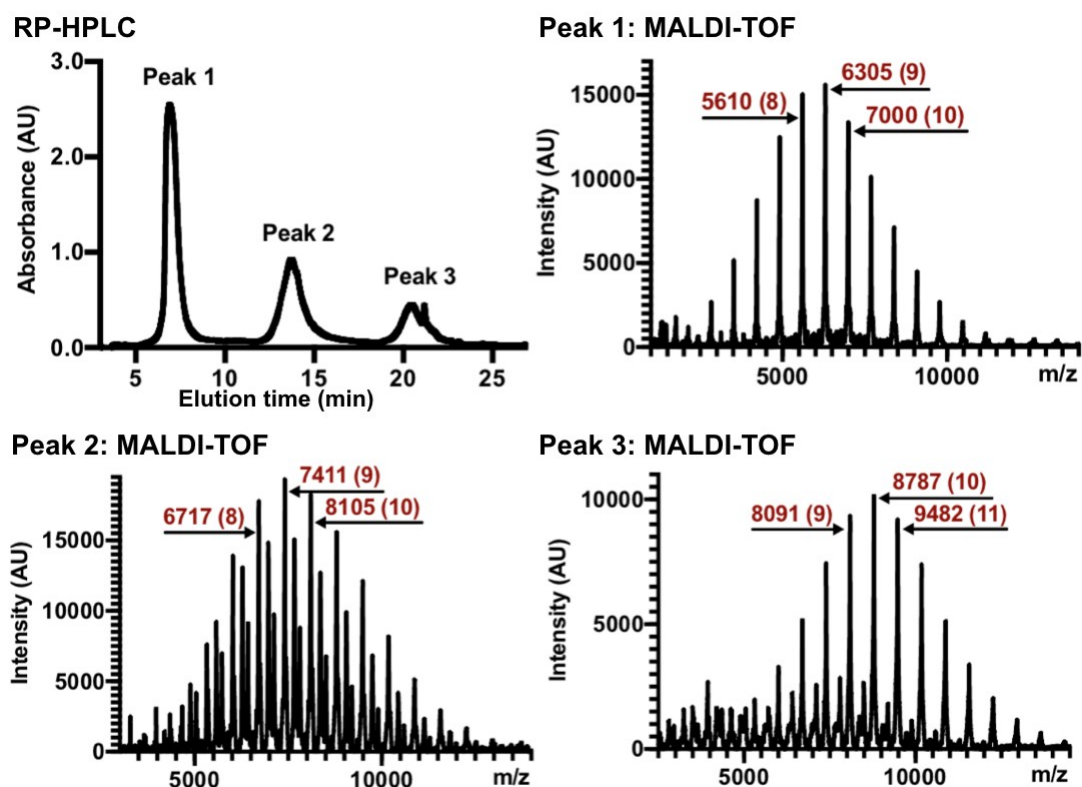 RP-HPLC
Absorbance (AU)
3.0
2.0
1.0
0.0
Peak 1
Peak 2
Peak 3
5
10
15
20
25
Elution time (min)
Peak 1: MALDI-TOF
Intensity (AU)
15000
10000
5000
0
5610 (8)
6305 (9)
7000 (10)
5000
10000
m/z
Peak 2: MALDI-TOF
Intensity (AU)
15000
10000
5000
0
6717 (8)
7411 (9)
8105 (10)
5000
10000
m/z
Peak 3: MALDI-TOF
Intensity (AU)
10000
5000
0
8091 (9)
8787 (10)
9482 (11)
5000
10000
m/z